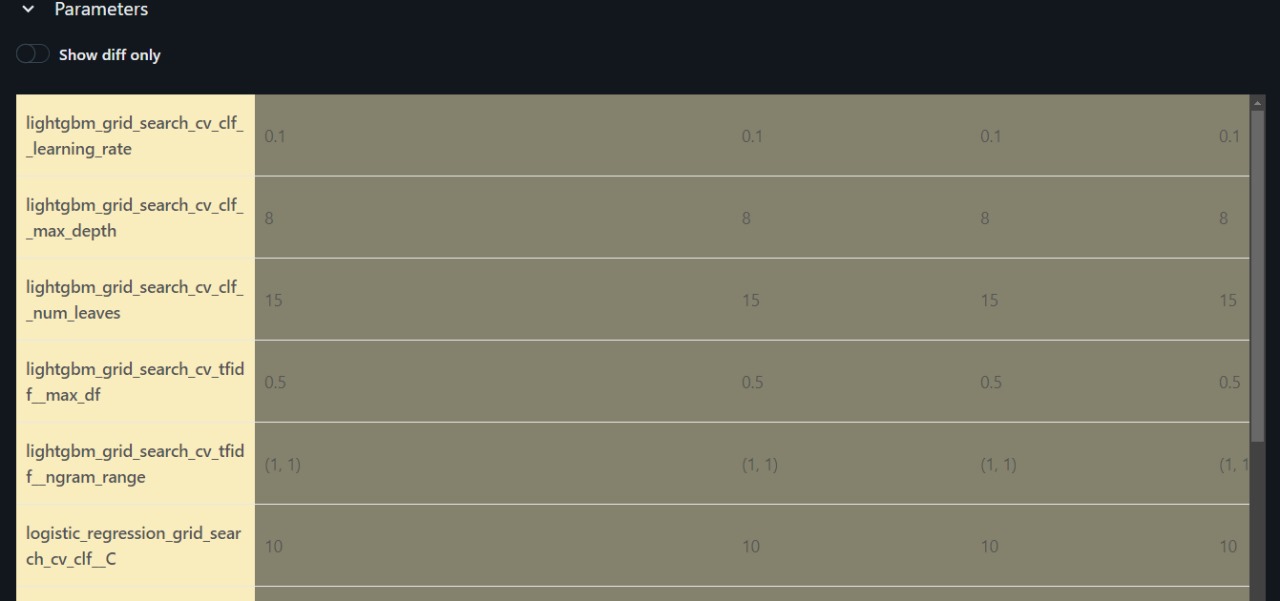 Parameters
Show diff only
lightgbm_grid_search_cv_clf_
_learning_rate
0.1 0.1 0.1 0.1
lightgbm_grid_search_cv_clf_
_max_depth
8 8 8 8
lightgbm_grid_search_cv_clf_
_num_leaves
15 15 15 15
lightgbm_grid_search_cv_tfid
f__max_df
0.5 0.5 0.5 0.5
lightgbm_grid_search_cv_tfid
f__ngram_range
(1, 1) (1, 1) (1, 1) (1, 1
logistic_regression_grid_sear
ch_cv_clf__C
10 10 10 10